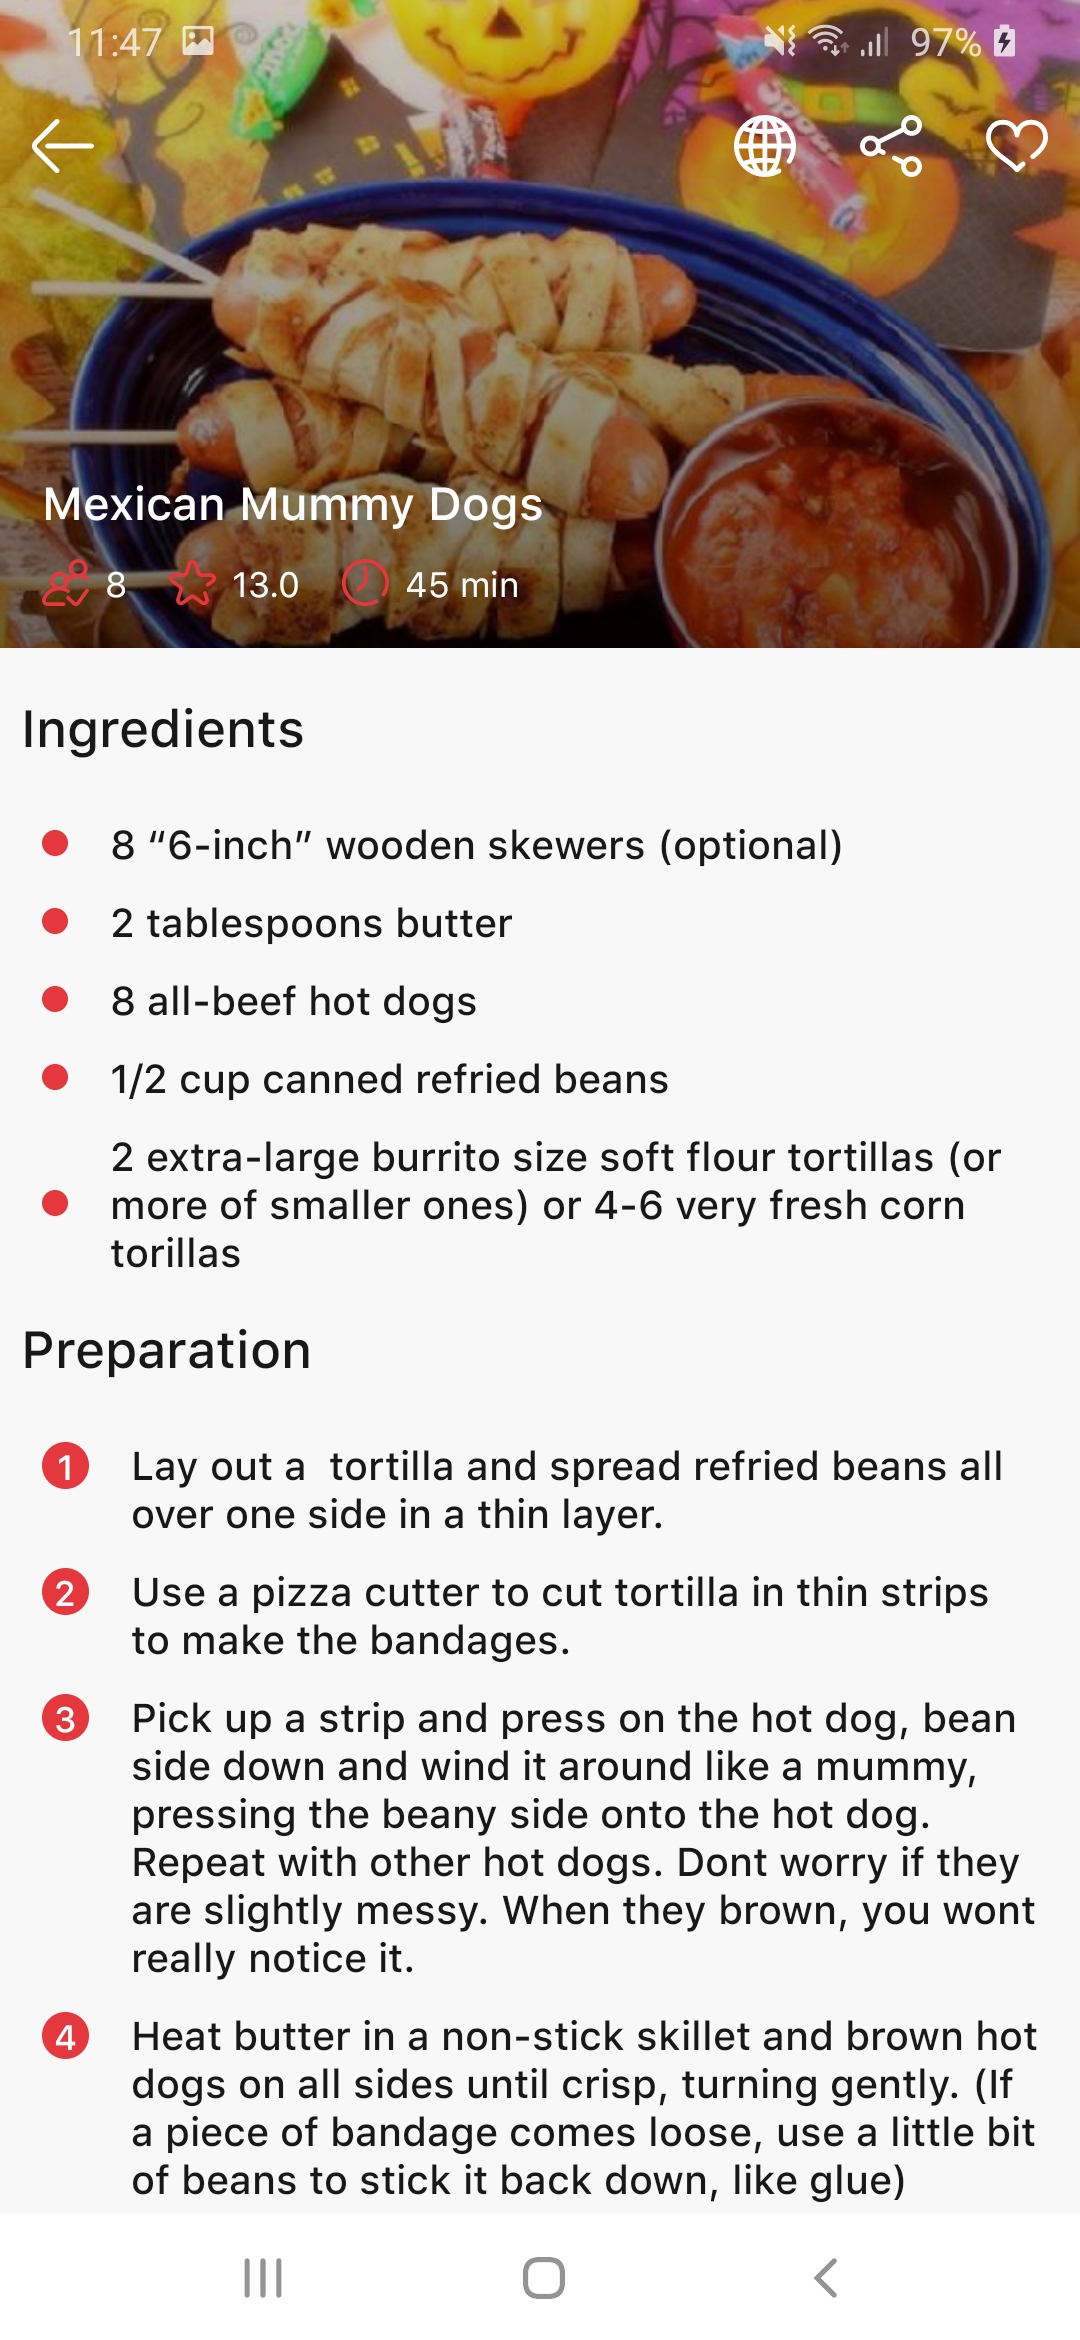 11:47
97%
Mexican Mummy Dogs
8 13.0 45 min
Ingredients
8 “6-inch” wooden skewers (optional)
2 tablespoons butter
8 all-beef hot dogs
1/2 cup canned refried beans
2 extra-large burrito size soft flour tortillas (or
more of smaller ones) or 4-6 very fresh corn
torillas
Preparation
1 Lay out a  tortilla and spread refried beans all
over one side in a thin layer.
2 Use a pizza cutter to cut tortilla in thin strips
to make the bandages.
3 Pick up a strip and press on the hot dog, bean
side down and wind it around like a mummy,
pressing the beany side onto the hot dog.
Repeat with other hot dogs. Dont worry if they
are slightly messy. When they brown, you wont
really notice it.
4 Heat butter in a non-stick skillet and brown hot
dogs on all sides until crisp, turning gently. (If
a piece of bandage comes loose, use a little bit
of beans to stick it back down, like glue)